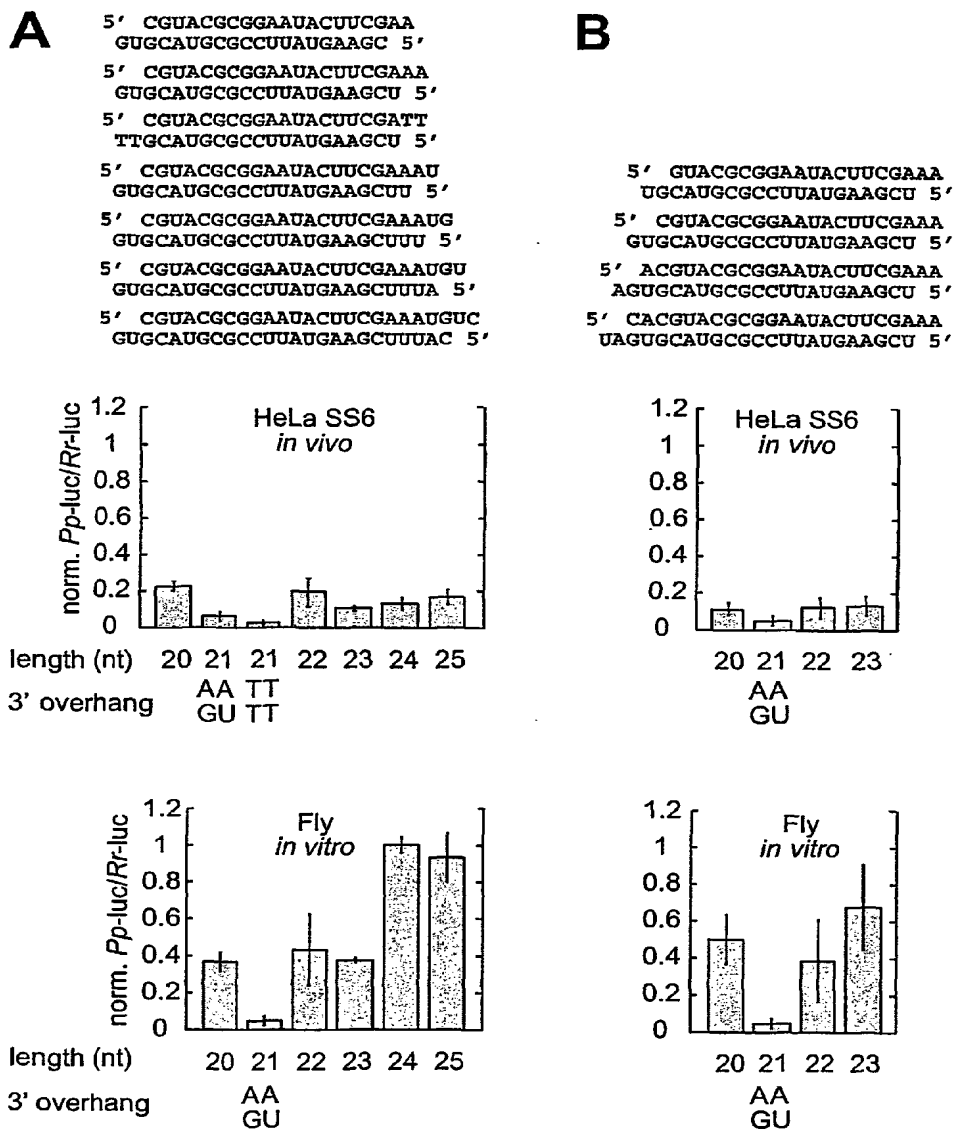 A
5' CGUACGCGGAAUACUUCGAA
GUGCAUGCGCCUUAUGAAGC 5'
5' CGUACGCGGAAUACUUCGAAA
GUGCAUGCGCCUUAUGAAGCU 5'
5' CGUACGCGGAAUACUUCGATT
TTGCAUGCGCCUUAUGAAGCU 5'
5' CGUACGCGGAAUACUUCGAAAU
GUGCAUGCGCCUUAUGAAGCUU 5'
5' CGUACGCGGAAUACUUCGAAAUG
GUGCAUGCGCCUUAUGAAGCUUU 5'
5' CGUACGCGGAAUACUUCGAAAUGU
GUGCAUGCGCCUUAUGAAGCUUUA 5'
5' CGUACGCGGAAUACUUCGAAAUGUC
GUGCAUGCGCCUUAUGAAGCUUUAC 5'
norm. Pp-luc/Rr-luc
1.2
1
0.8
0.6
0.4
0.2
0
HeLa SS6
in vivo
length (nt) 20 21 21 22 23 24 25
3' overhang
AA TT
GU TT
norm. Pp-luc/Rr-luc
1.2
1
0.8
0.6
0.4
0.2
0
Fly
in vitro
length (nt) 20 21 22 23 24 25
3' overhang
AA
GU
B
5' GUACGCGGAAUACUUCGAAA
UGCAUGCGCCUUAUGAAGCU 5'
5' CGUACGCGGAAUACUUCGAAA
GUGCAUGCGCCUUAUGAAGCU 5'
5' ACGUACGCGGAAUACUUCGAAA
AGUGCAUGCGCCUUAUGAAGCU 5'
5' CACGUACGCGGAAUACUUCGAAA
UAGUGCAUGCGCCUUAUGAAGCU 5'
1.2
1
0.8
0.6
0.4
0.2
0
HeLa SS6
in vivo
20 21 22 23
AA
GU
1.2
1
0.8
0.6
0.4
0.2
0
Fly
in vitro
20 21 22 23
AA
GU